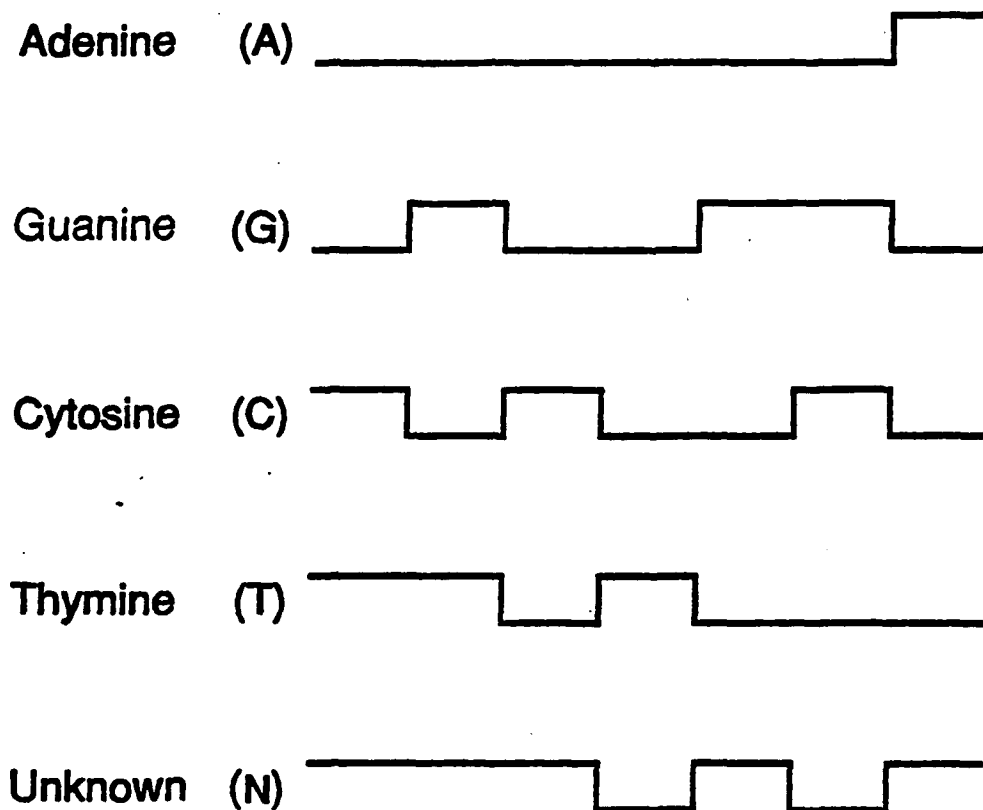 Adenine (A)
Guanine (G)
Cytosine (C)
Thymine (T)
Unknown (N)